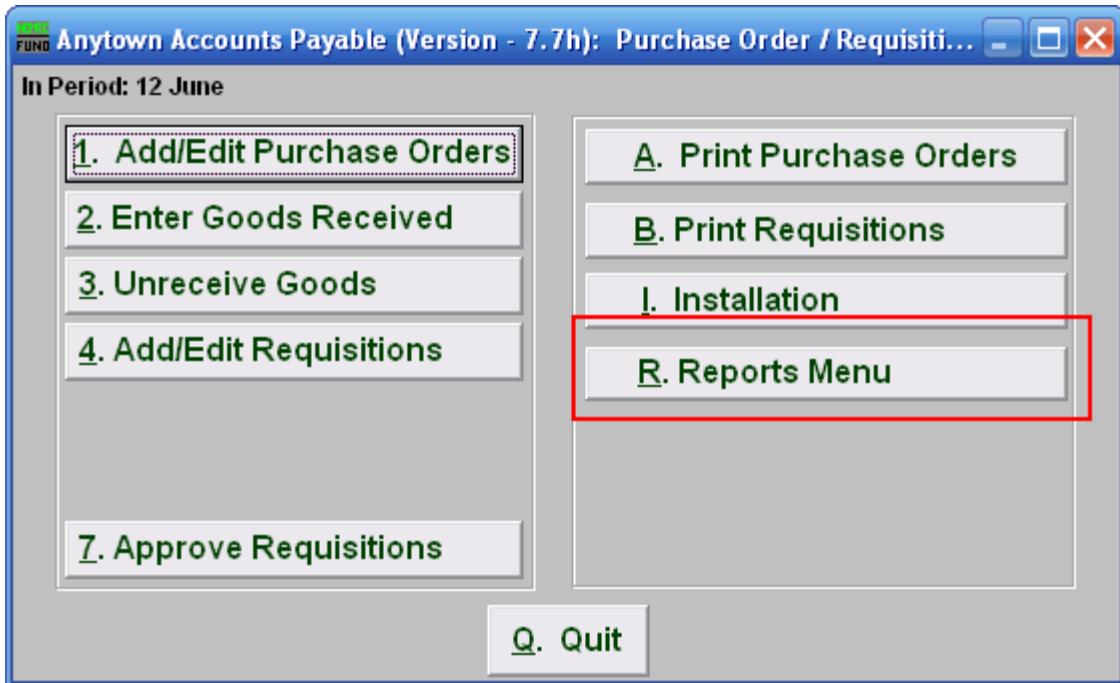 NEMRC
FUND Anytown Accounts Payable (Version - 7.7h): Purchase Order / Requisiti...
In Period: 12 June
1. Add/Edit Purchase Orders
2. Enter Goods Received
3. Unreceive Goods
4. Add/Edit Requisitions
7. Approve Requisitions
A. Print Purchase Orders
B. Print Requisitions
I. Installation
R. Reports Menu
Q. Quit